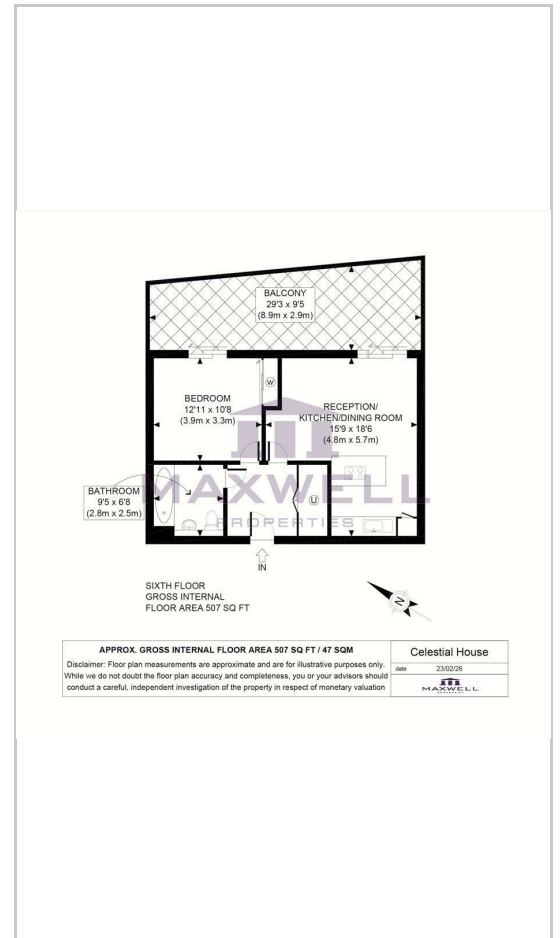 BALCONY
29'3 x 9'5
(8.9m x 2.9m)
BEDROOM
12'11 x 10'8
(3.9m x 3.3m)
W
RECEPTION/
KITCHEN/DINING ROOM
15'9 x 18'6
(4.8m x 5.7m)
BATHROOM
9'5 x 6'8
(2.8m x 2.5m)
U
MAXWELL
PROPERTIES
IN
SIXTH FLOOR
GROSS INTERNAL
FLOOR AREA 507 SQ FT
N
APPROX. GROSS INTERNAL FLOOR AREA 507 SQ FT / 47 SQM
Disclaimer: Floor plan measurements are approximate and are for illustrative purposes only.
While we do not doubt the floor plan accuracy and completeness, you or your advisors should
conduct a careful, independent investigation of the property in respect of monetary valuation
Celestial House
date 23/02/26
MAXWELL